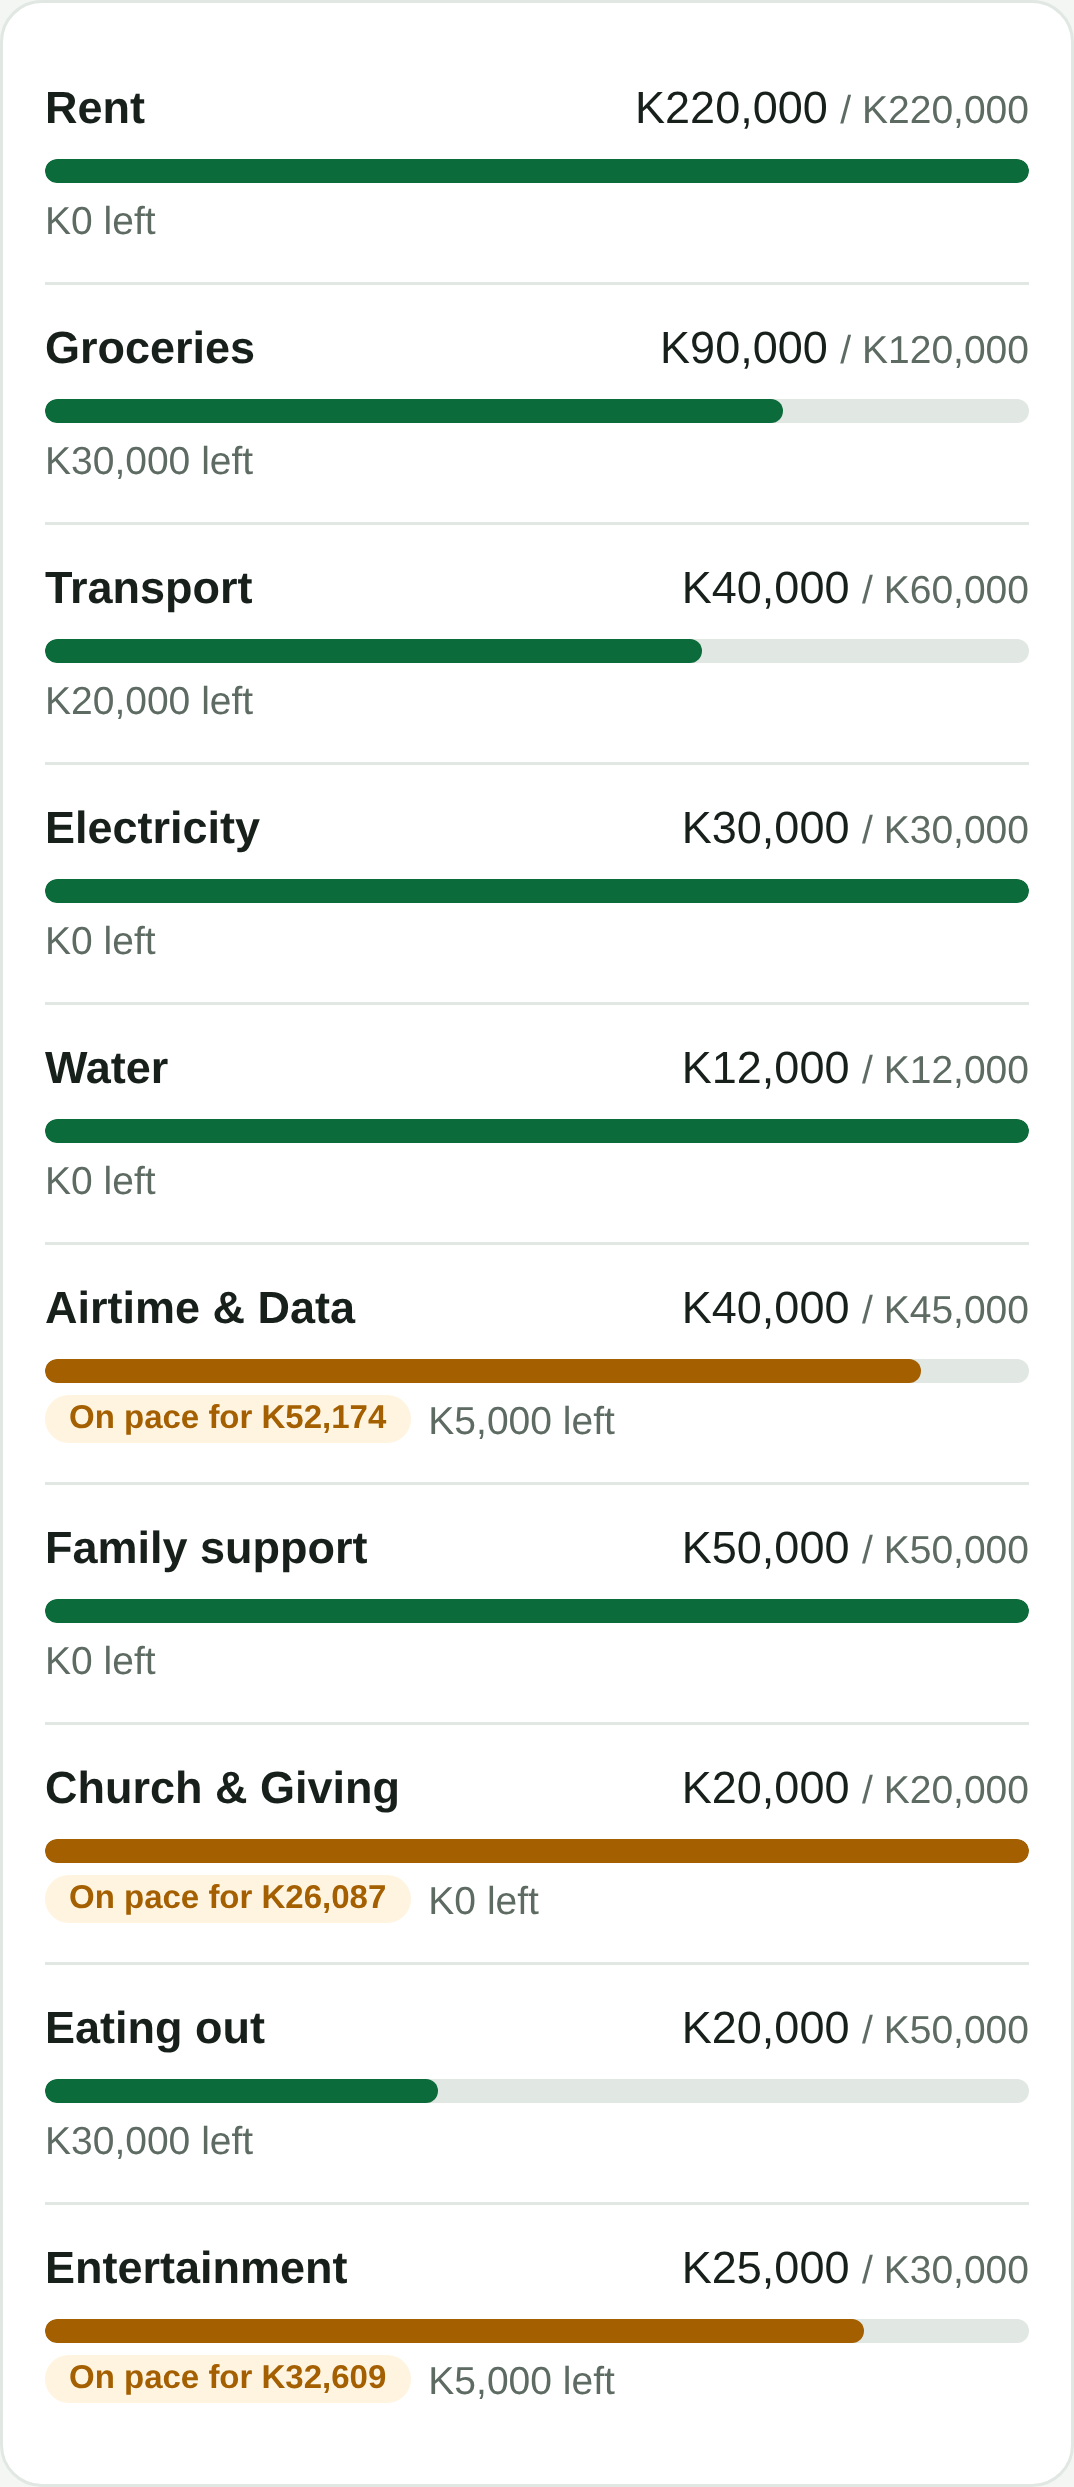 Rent K220,000 / K220,000
K0 left
Groceries K90,000 / K120,000
K30,000 left
Transport K40,000 / K60,000
K20,000 left
Electricity K30,000 / K30,000
K0 left
Water K12,000 / K12,000
K0 left
Airtime & Data K40,000 / K45,000
On pace for K52,174 K5,000 left
Family support K50,000 / K50,000
K0 left
Church & Giving K20,000 / K20,000
On pace for K26,087 K0 left
Eating out K20,000 / K50,000
K30,000 left
Entertainment K25,000 / K30,000
On pace for K32,609 K5,000 left